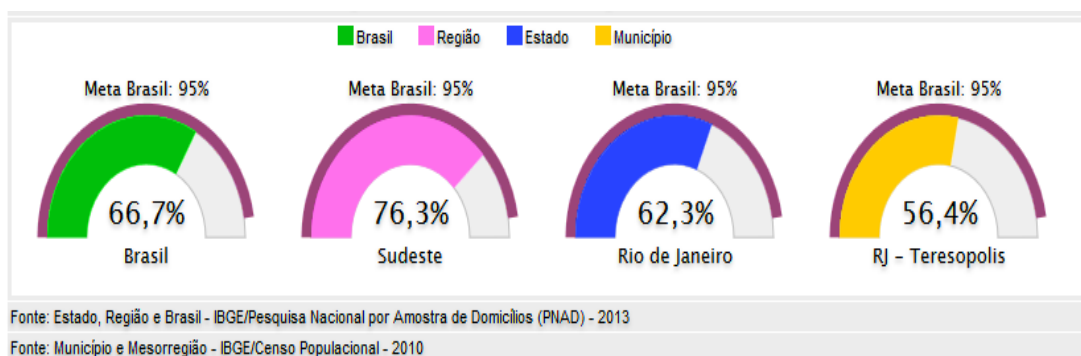 Brasil Região Estado Município
Meta Brasil: 95% Meta Brasil: 95% Meta Brasil: 95% Meta Brasil: 95%
66,7% 76,3% 62,3% 56,4%
Brasil Sudeste Rio de Janeiro RJ - Teresopolis
Fonte: Estado, Região e Brasil - IBGE/Pesquisa Nacional por Amostra de Domicílios (PNAD) - 2013
Fonte: Município e Mesorregião - IBGE/Censo Populacional - 2010